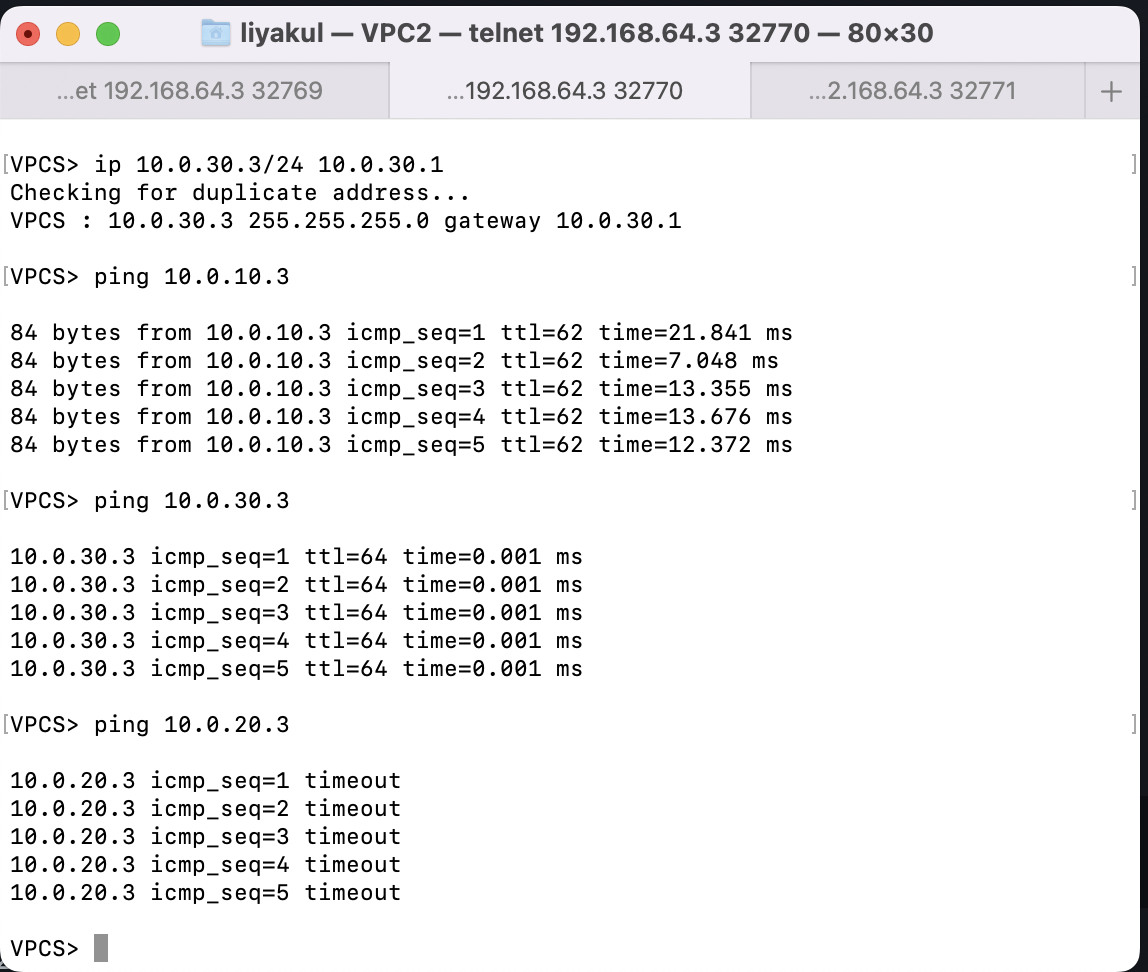 liyakul — VPC2 — telnet 192.168.64.3 32770 — 80×30
...et 192.168.64.3 32769
...192.168.64.3 32770
...2.168.64.3 32771
+
[VPCS> ip 10.0.30.3/24 10.0.30.1 ]
Checking for duplicate address...
VPCS : 10.0.30.3 255.255.255.0 gateway 10.0.30.1
[VPCS> ping 10.0.10.3 ]
84 bytes from 10.0.10.3 icmp_seq=1 ttl=62 time=21.841 ms
84 bytes from 10.0.10.3 icmp_seq=2 ttl=62 time=7.048 ms
84 bytes from 10.0.10.3 icmp_seq=3 ttl=62 time=13.355 ms
84 bytes from 10.0.10.3 icmp_seq=4 ttl=62 time=13.676 ms
84 bytes from 10.0.10.3 icmp_seq=5 ttl=62 time=12.372 ms
[VPCS> ping 10.0.30.3 ]
10.0.30.3 icmp_seq=1 ttl=64 time=0.001 ms
10.0.30.3 icmp_seq=2 ttl=64 time=0.001 ms
10.0.30.3 icmp_seq=3 ttl=64 time=0.001 ms
10.0.30.3 icmp_seq=4 ttl=64 time=0.001 ms
10.0.30.3 icmp_seq=5 ttl=64 time=0.001 ms
[VPCS> ping 10.0.20.3 ]
10.0.20.3 icmp_seq=1 timeout
10.0.20.3 icmp_seq=2 timeout
10.0.20.3 icmp_seq=3 timeout
10.0.20.3 icmp_seq=4 timeout
10.0.20.3 icmp_seq=5 timeout
VPCS>